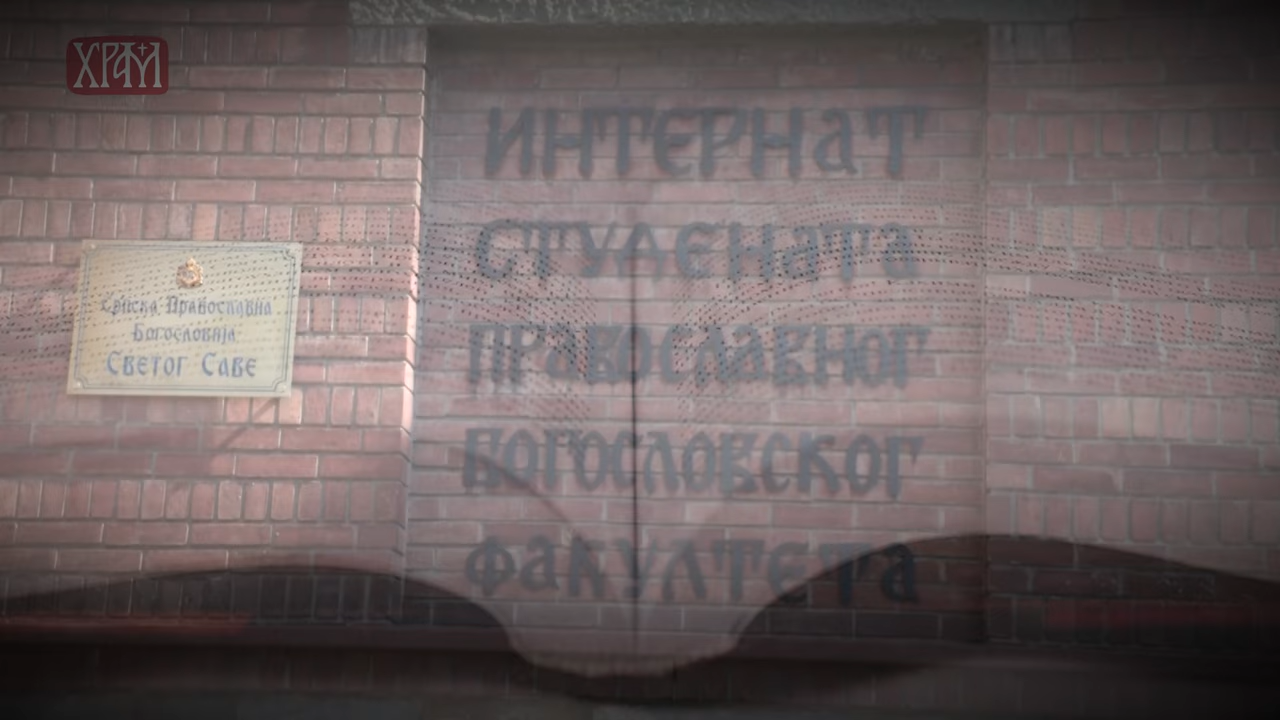 ХРАМ
Српска Православна
Богословија
Светог Саве
ИНТЕРНАТ
СТУДЕНАТА
ПРАВОСЛАВНОГ
БОГОСЛОВСКОГ
ФАКУЛТЕТА